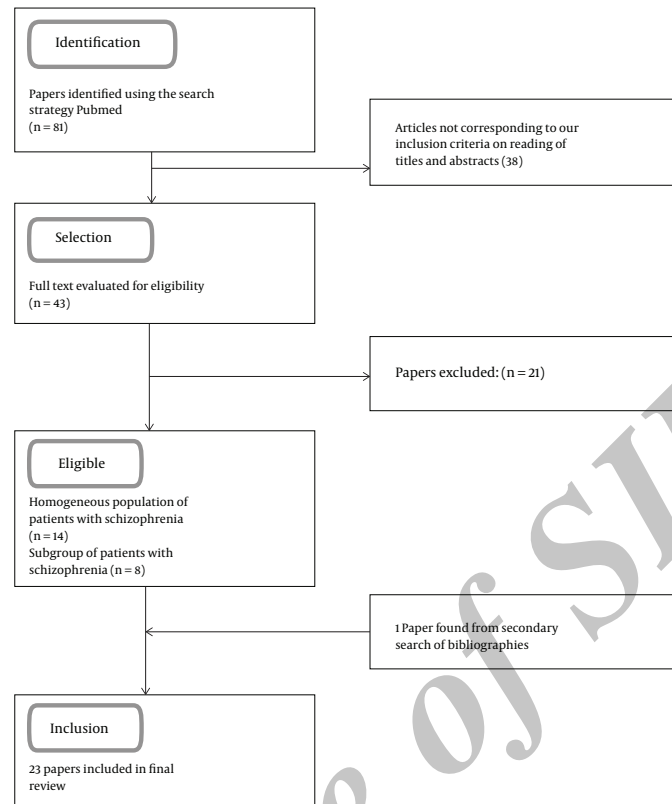 Identification
Papers identified using the search
strategy Pubmed
(n = 81)
Articles not corresponding to our
inclusion criteria on reading of
titles and abstracts (38)
Selection
Full text evaluated for eligibility
(n = 43)
Papers excluded: (n = 21)
Eligible
Homogeneous population of
patients with schizophrenia
(n = 14)
Subgroup of patients with
schizophrenia (n = 8)
1 Paper found from secondary
search of bibliographies
Inclusion
23 papers included in final
review
of